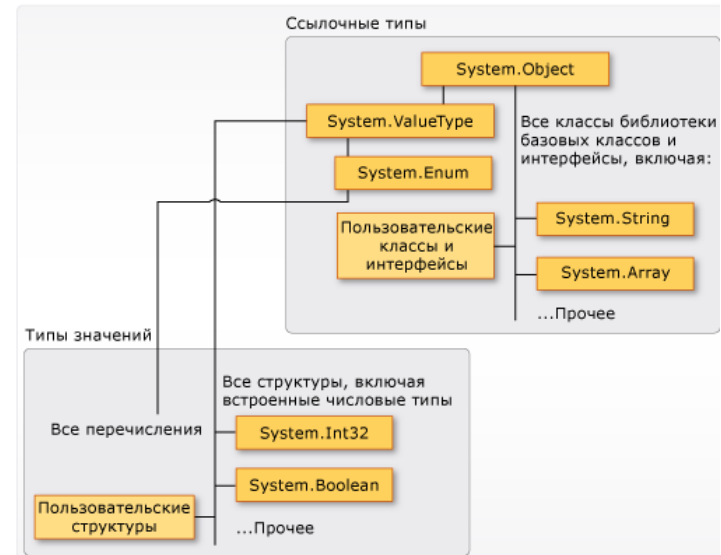 Ссылочные типы
System.Object
System.ValueType
Все классы библиотеки
базовых классов и
интерфейсы, включая:
System.Enum
System.String
Пользовательские
классы и
интерфейсы
System.Array
...Прочее
Типы значений
Все структуры, включая
встроенные числовые типы
Все перечисления
System.Int32
System.Boolean
Пользовательские
структуры
...Прочее